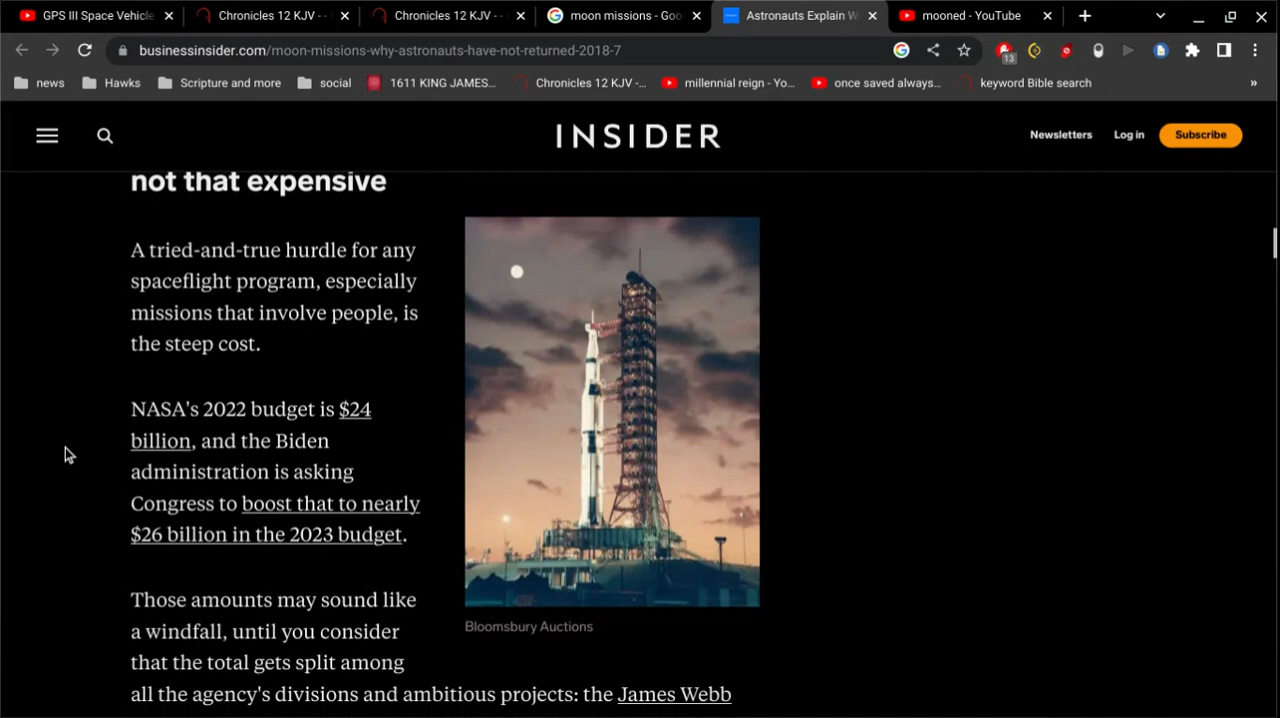 GPS III Space Vehicle
Chronicles 12 KJV - -
Chronicles 12 KJV - -
moon missions - Goo
Astronauts Explain W
mooned - YouTube
businessinsider.com/moon-missions-why-astronauts-have-not-returned-2018-7
13
news
Hawks
Scripture and more
social
1611 KING JAMES...
Chronicles 12 KJV -...
millennial reign - Yo...
once saved always...
keyword Bible search
»
INSIDER
Newsletters
Log in
Subscribe
not that expensive
A tried-and-true hurdle for any
spaceflight program, especially
missions that involve people, is
the steep cost.
NASA's 2022 budget is $24
billion, and the Biden
administration is asking
Congress to boost that to nearly
$26 billion in the 2023 budget.
Those amounts may sound like
a windfall, until you consider
that the total gets split among
all the agency's divisions and ambitious projects: the James Webb
Bloomsbury Auctions